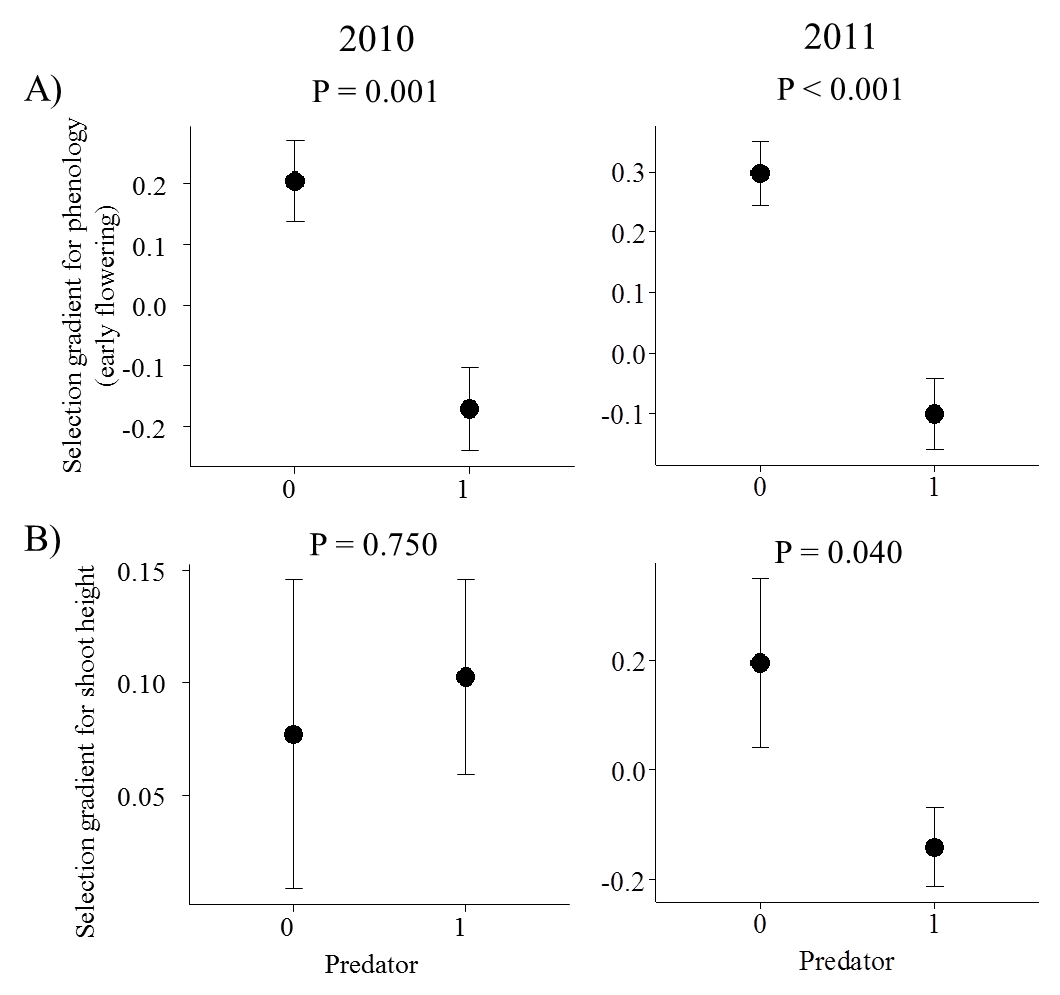 2010
2011
A)
P = 0.001
P < 0.001
Selection gradient for phenology
(early flowering)
0.2
0.1
0.0
-0.1
-0.2
0
1
0.3
0.2
0.1
0.0
-0.1
0
1
B)
P = 0.750
P = 0.040
Selection gradient for shoot height
0.15
0.10
0.05
0
1
Predator
0.2
0.0
-0.2
0
1
Predator